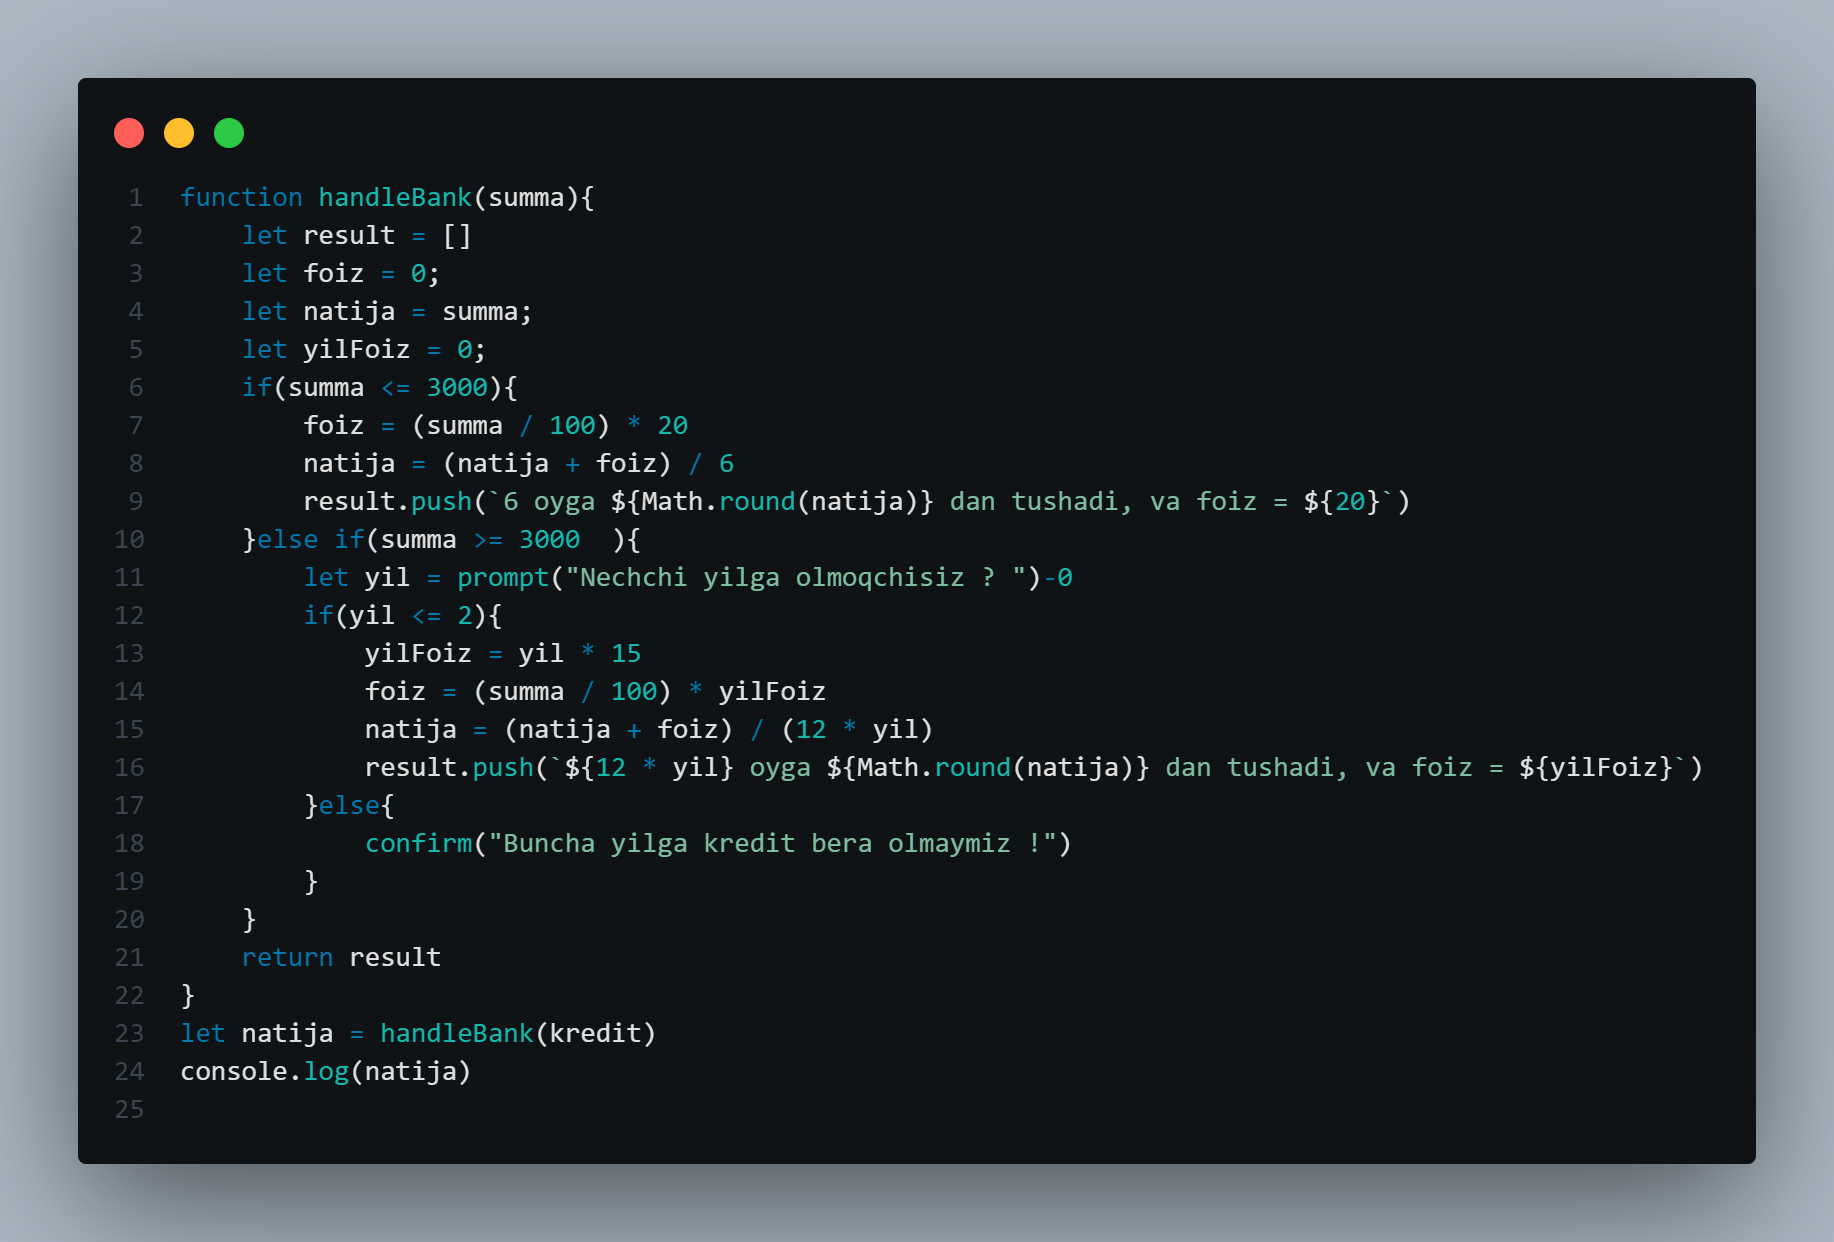 1 function handleBank(summa){
2     let result = []
3     let foiz = 0;
4     let natija = summa;
5     let yilFoiz = 0;
6     if(summa <= 3000){
7         foiz = (summa / 100) * 20
8         natija = (natija + foiz) / 6
9         result.push(`6 oyga ${Math.round(natija)} dan tushadi, va foiz = ${20}`)
10     }else if(summa >= 3000  ){
11         let yil = prompt("Nechchi yilga olmoqchisiz ? ")-0
12         if(yil <= 2){
13             yilFoiz = yil * 15
14             foiz = (summa / 100) * yilFoiz
15             natija = (natija + foiz) / (12 * yil)
16             result.push(`${12 * yil} oyga ${Math.round(natija)} dan tushadi, va foiz = ${yilFoiz}`)
17         }else{
18             confirm("Buncha yilga kredit bera olmaymiz !")
19         }
20     }
21     return result
22 }
23 let natija = handleBank(kredit)
24 console.log(natija)
25